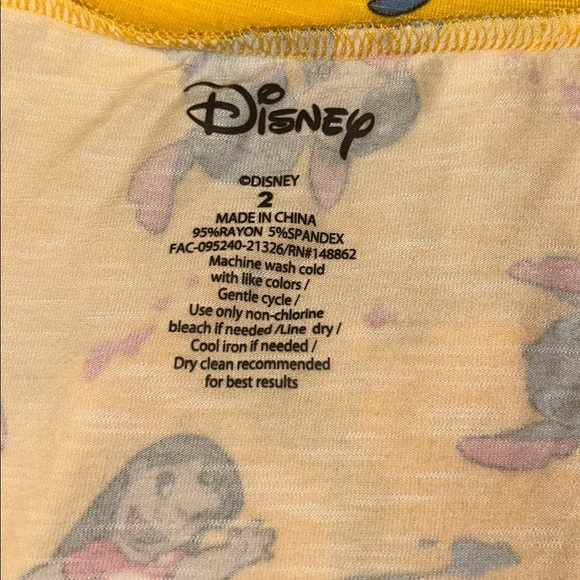 Disney
©DISNEY
2
MADE IN CHINA
95%RAYON 5%SPANDEX
FAC-095240-21326/RN#148862
Machine wash cold
with like colors /
Gentle cycle /
Use only non-chlorine
bleach if needed /Line dry /
Cool iron if needed /
Dry clean recommended
for best results